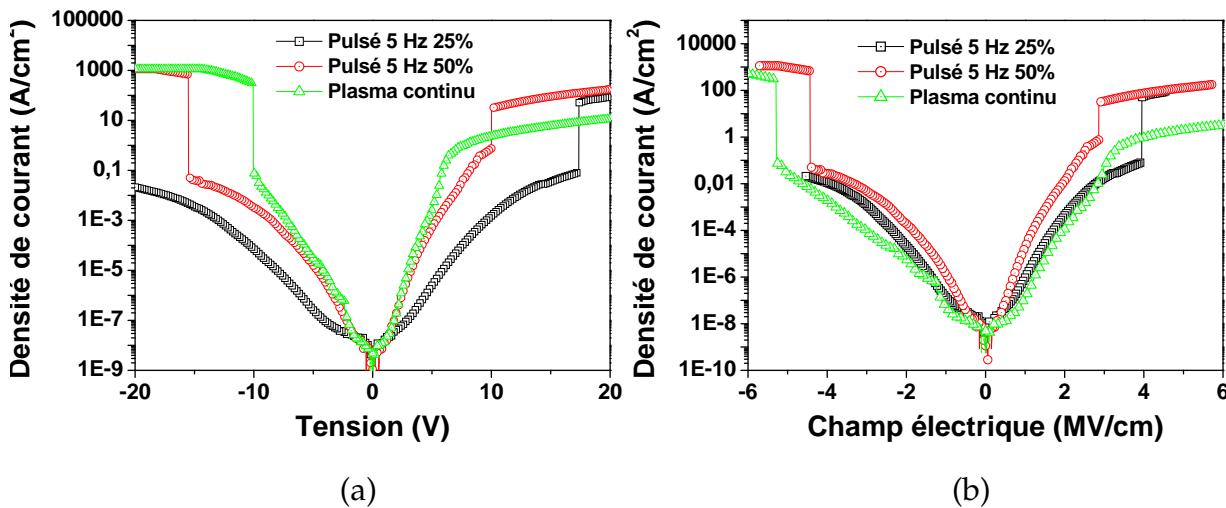 Densité de courant (A/cm²)
100000
1000
10
0,1
1E-3
1E-5
1E-7
1E-9
-20
-10
0
10
20
Tension (V)
Pulsé 5 Hz 25%
Pulsé 5 Hz 50%
Plasma continu
(a)
Densité de courant (A/cm²)
10000
100
1
0,01
1E-4
1E-6
1E-8
1E-10
-6
-4
-2
0
2
4
6
Champ électrique (MV/cm)
Pulsé 5 Hz 25%
Pulsé 5 Hz 50%
Plasma continu
(b)